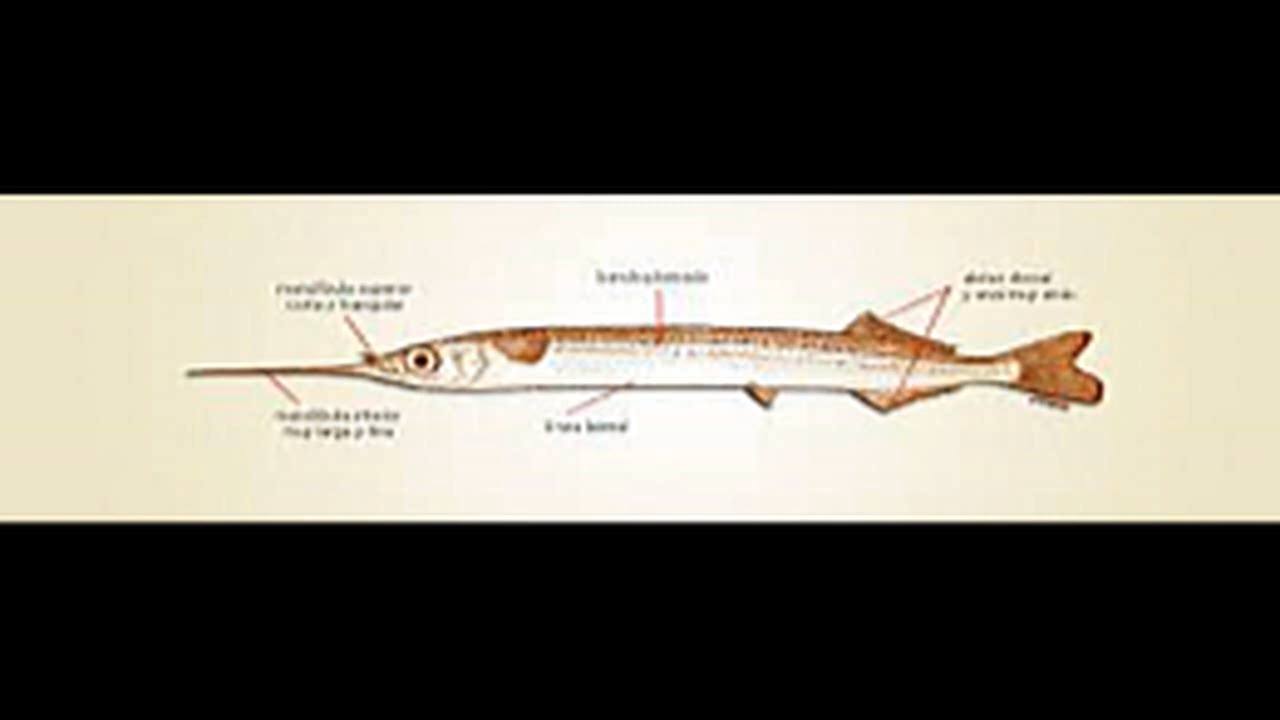 mandíbula superior
corta y triangular
banda plateada
aletas dorsal
y anal muy atrás
mandíbula inferior
muy larga y fina
línea lateral